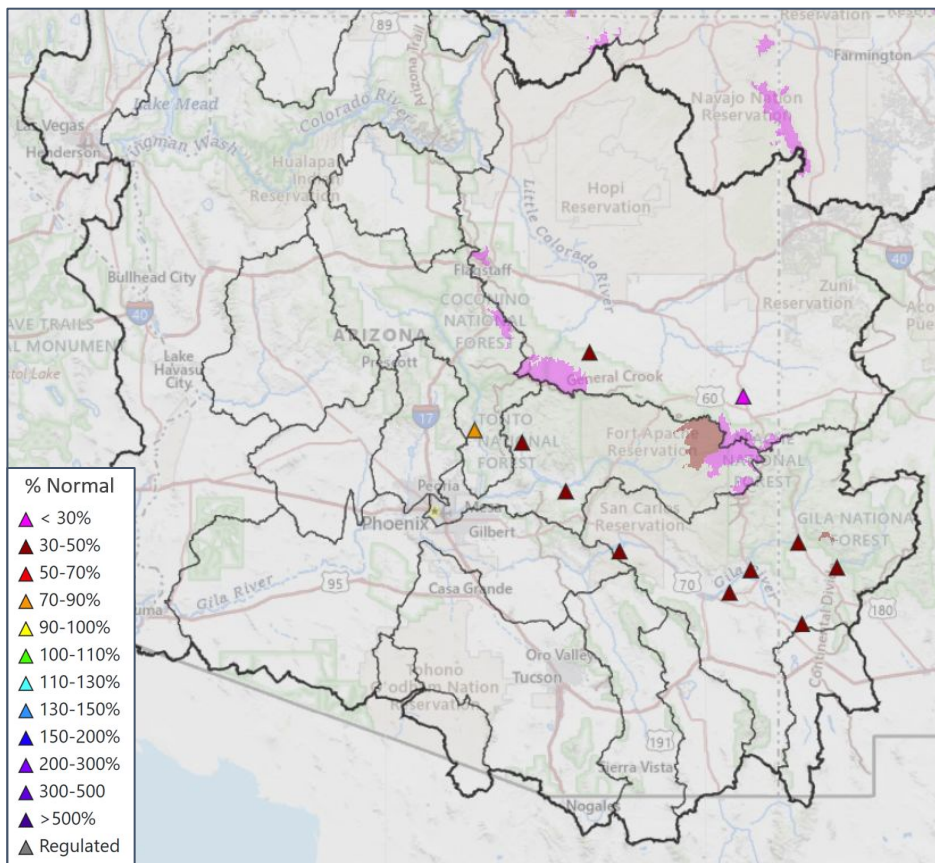 89
Reservation
Farmington
Arizona Trail
Lake Mead
Colorado River
Las Vegas
Henderson
Navajo Nation
Reservation
Hualapai
Indian
Reservation
Hopi
Reservation
Little Colorado River
Flagstaff
40
Zuni
Reservation
Bullhead City
40
COCONINO
NATIONAL
FOREST
ARIZONA
Prescott
Lake
Havasu
City
General Crook
60
17
TONTO
NATIONAL
FOREST
Fort Apache
Reservation
NATIONAL
FOREST
Peoria
Phoenix
Mesa
Gilbert
San Carlos
Reservation
GILA NATIONAL
FOREST
Gila River
95
Casa Grande
70
Gila River
Continental Divide
180
Oro Valley
Tucson
Tohono
O'odham Nation
Reservation
191
Sierra Vista
Nogales
% Normal
< 30%
30-50%
50-70%
70-90%
90-100%
100-110%
110-130%
130-150%
150-200%
200-300%
300-500
>500%
Regulated